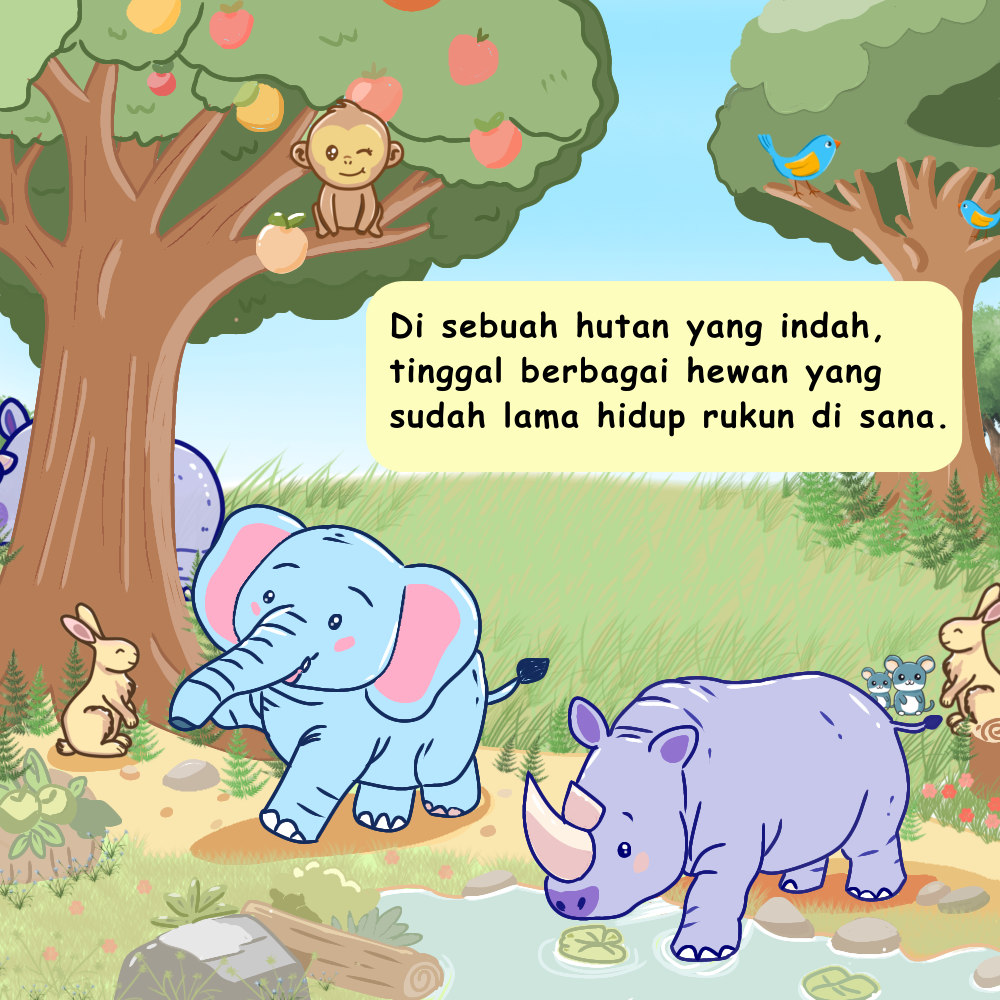 Di sebuah hutan yang indah,
tinggal berbagai hewan yang
sudah lama hidup rukun di sana.